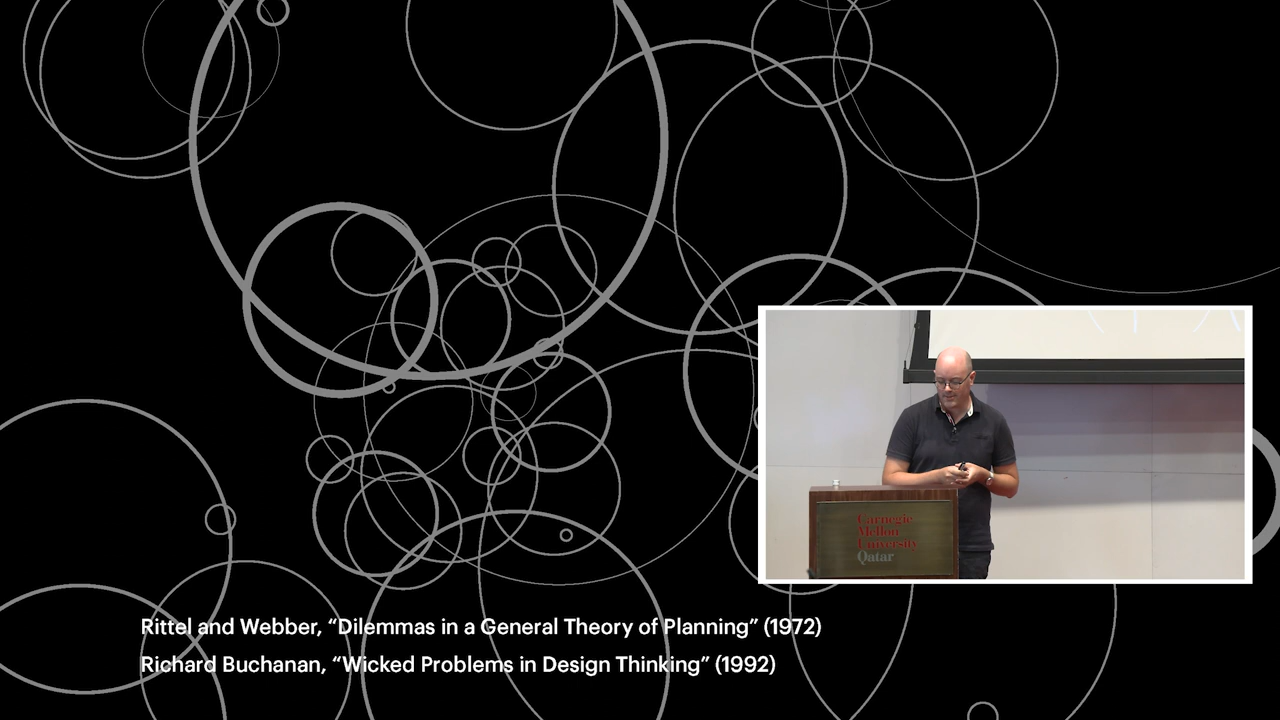 Carnegie
Mellon
University
Qatar
Rittel and Webber, “Dilemmas in a General Theory of Planning” (1972)
Richard Buchanan, “Wicked Problems in Design Thinking” (1992)